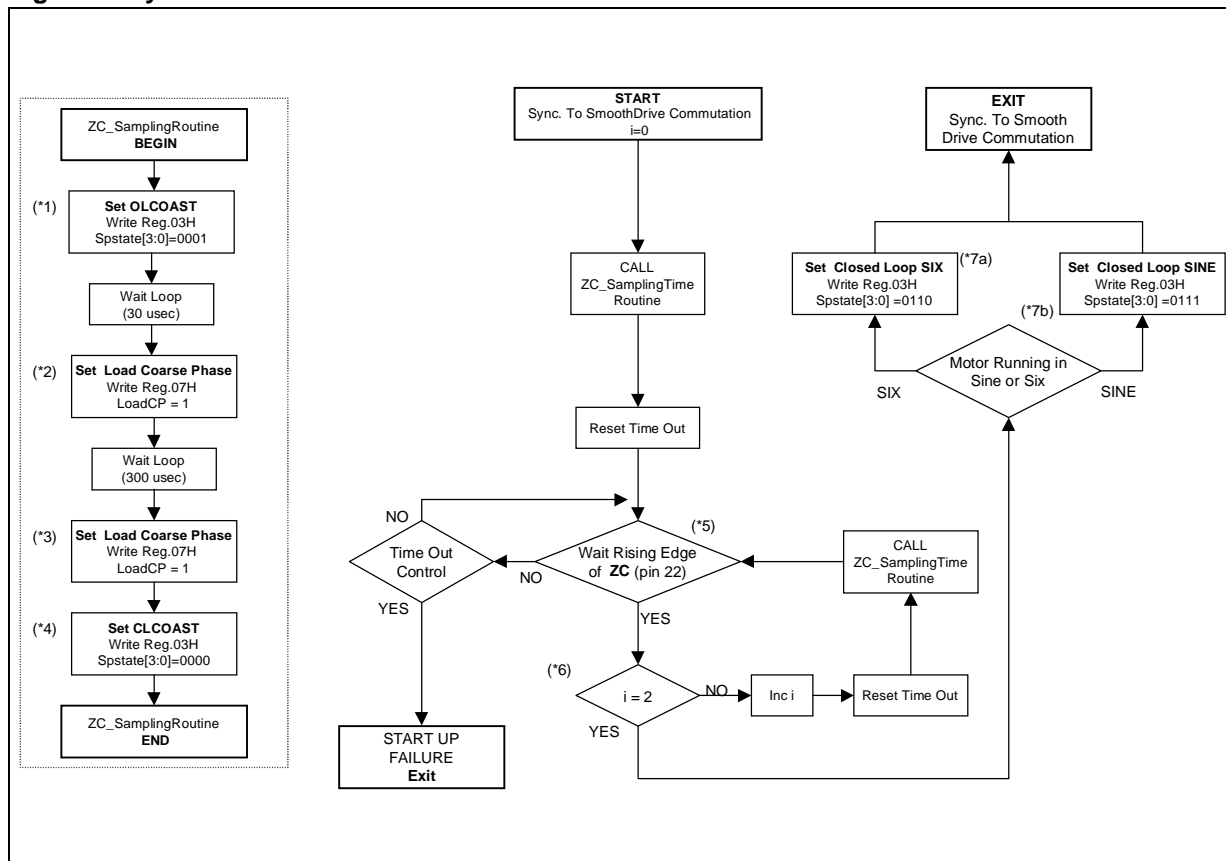 ZC_SamplingRoutine
BEGIN
(*1)
Set OLCOAST
Write Reg.03H
Spstate[3:0]=0001
Wait Loop
(30 usec)
(*2)
Set Load Coarse Phase
Write Reg.07H
LoadCP = 1
Wait Loop
(300 usec)
(*3)
Set Load Coarse Phase
Write Reg.07H
LoadCP = 1
(*4)
Set CLCOAST
Write Reg.03H
Spstate[3:0]=0000
ZC_SamplingRoutine
END
START
Sync. To SmoothDrive Commutation
i=0
CALL
ZC_SamplingTime
Routine
Reset Time Out
NO
Time Out
Control
YES
NO
(*5)
Wait Rising Edge
of ZC (pin 22)
YES
START UP
FAILURE
Exit
(*6)
i = 2
NO
YES
Inc i
Reset Time Out
CALL
ZC_SamplingTime
Routine
EXIT
Sync. To Smooth
Drive Commutation
(*7a)
Set Closed Loop SIX
Write Reg.03H
Spstate[3:0] =0110
Set Closed Loop SINE
Write Reg.03H
Spstate[3:0] =0111
(*7b)
Motor Running in
Sine or Six
SIX
SINE